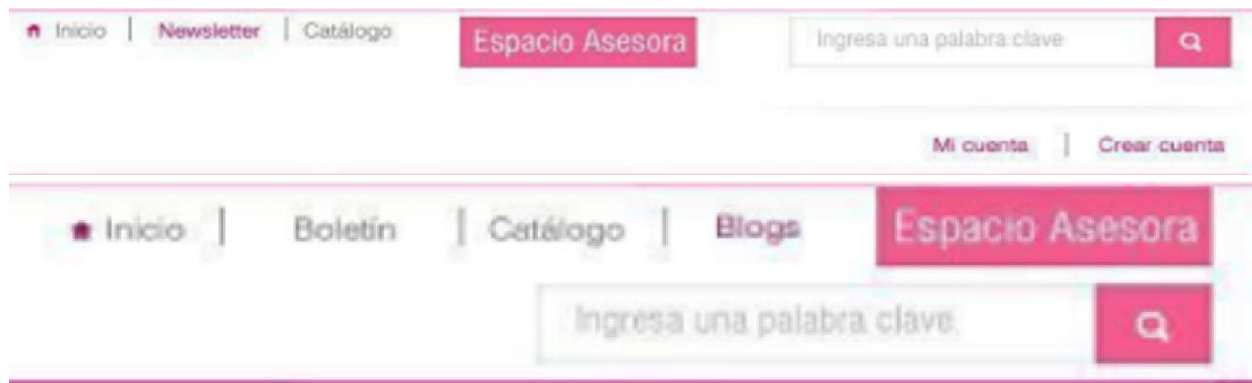 Inicio | Newsletter | Catálogo Espacio Asesora Ingresa una palabra clave
Mi cuenta | Crear cuenta
Inicio | Boletín | Catálogo | Blogs Espacio Asesora
Ingresa una palabra clave